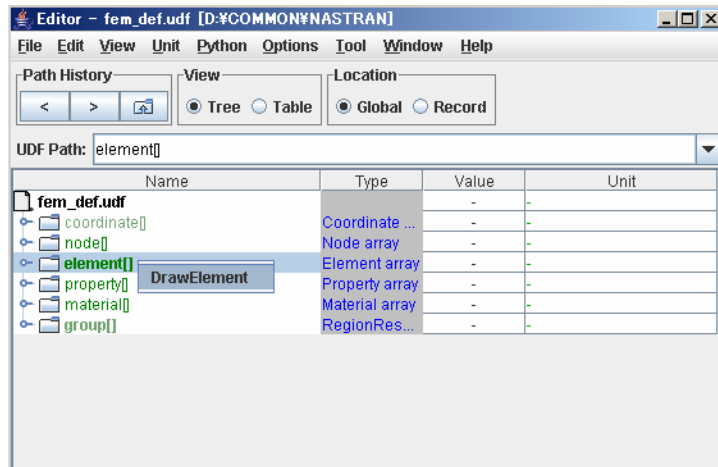 Editor - fem_def.udf [D:¥COMMON¥NASTRAN]
File Edit View Unit Python Options Tool Window Help
Path History View Location
< > Tree Table Global Record
UDF Path: element[]
Name Type Value Unit
fem_def.udf - -
coordinate[] Coordinate ... - -
node[] Node array - -
element[] Element array - -
DrawElement
property[] Property array - -
material[] Material array - -
group[] RegionRes... - -